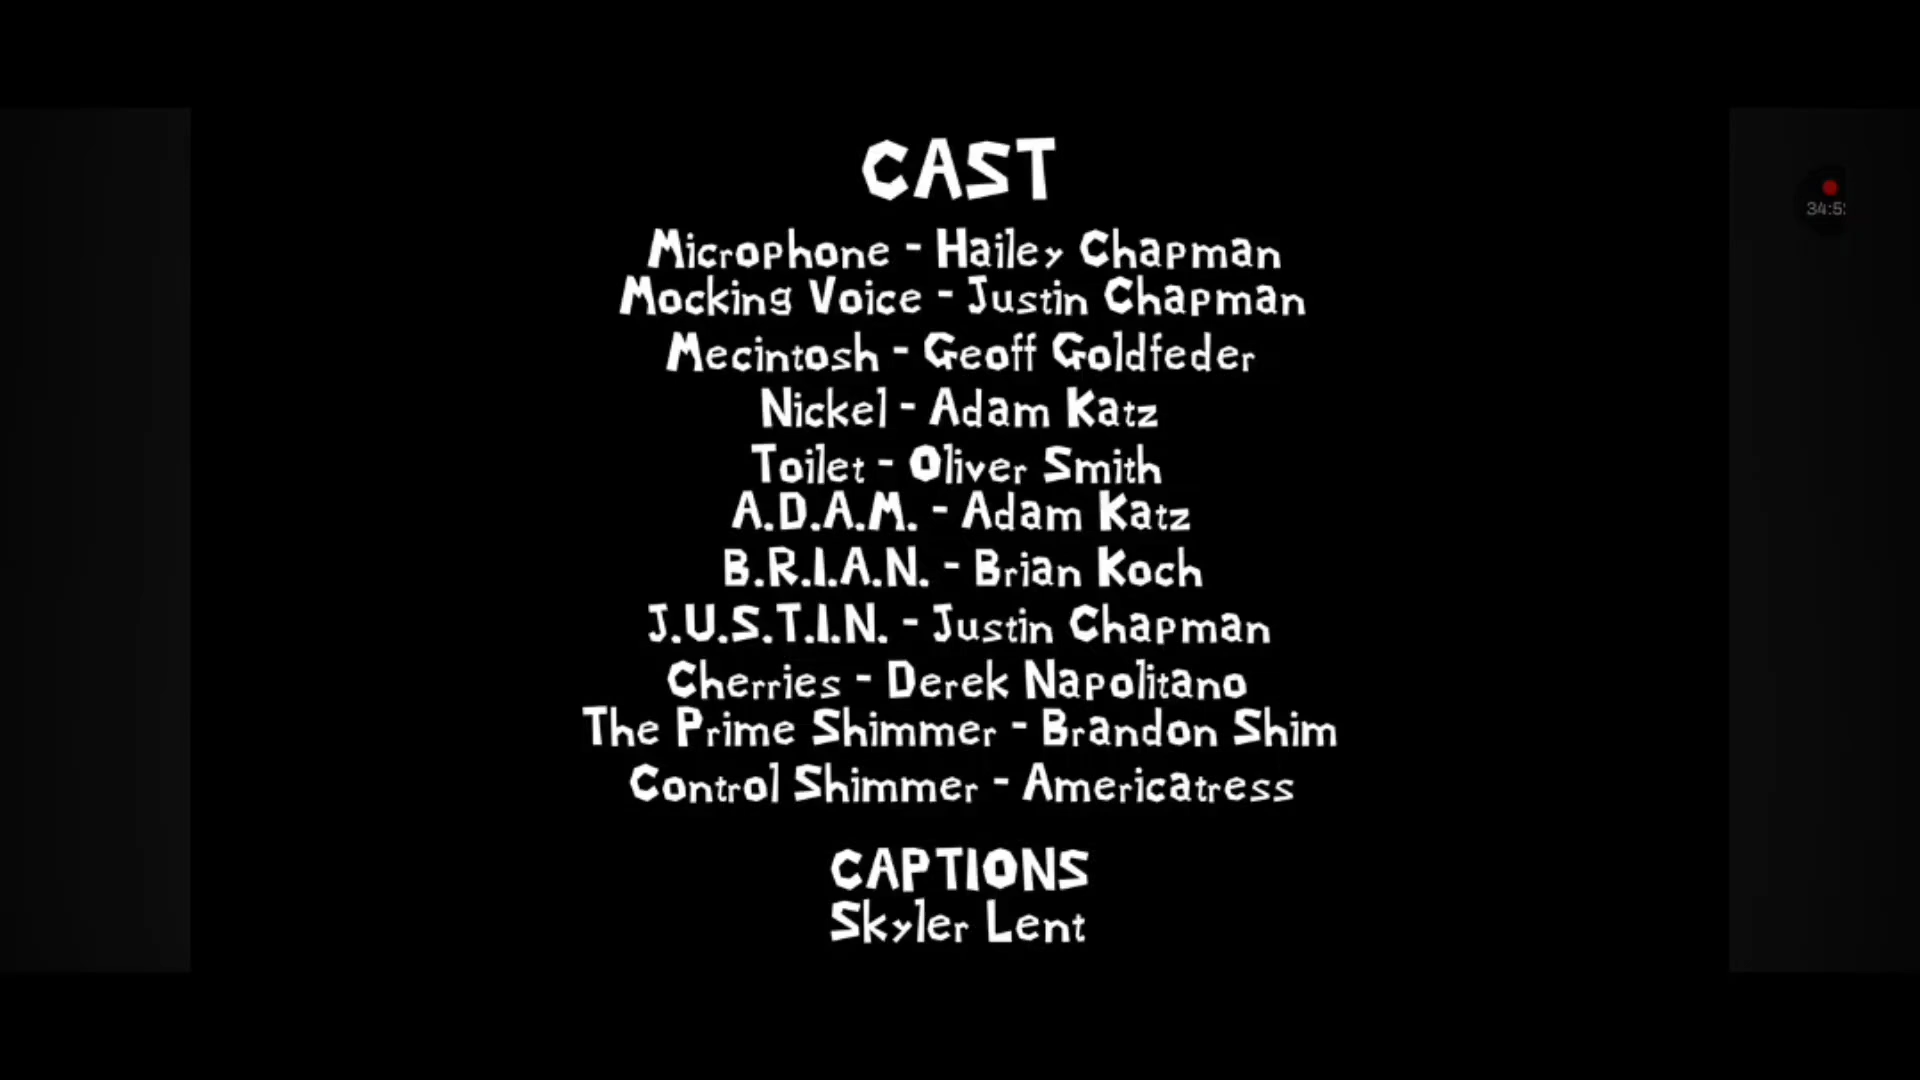 CAST
Microphone - Hailey Chapman
Mocking Voice - Justin Chapman
Mecintosh - Geoff Goldfeder
Nickel - Adam Katz
Toilet - Oliver Smith
A.D.A.M. - Adam Katz
B.R.I.A.N. - Brian Koch
J.U.S.T.I.N. - Justin Chapman
Cherries - Derek Napolitano
The Prime Shimmer - Brandon Shim
Control Shimmer - Americatress
CAPTIONS
Skyler Lent